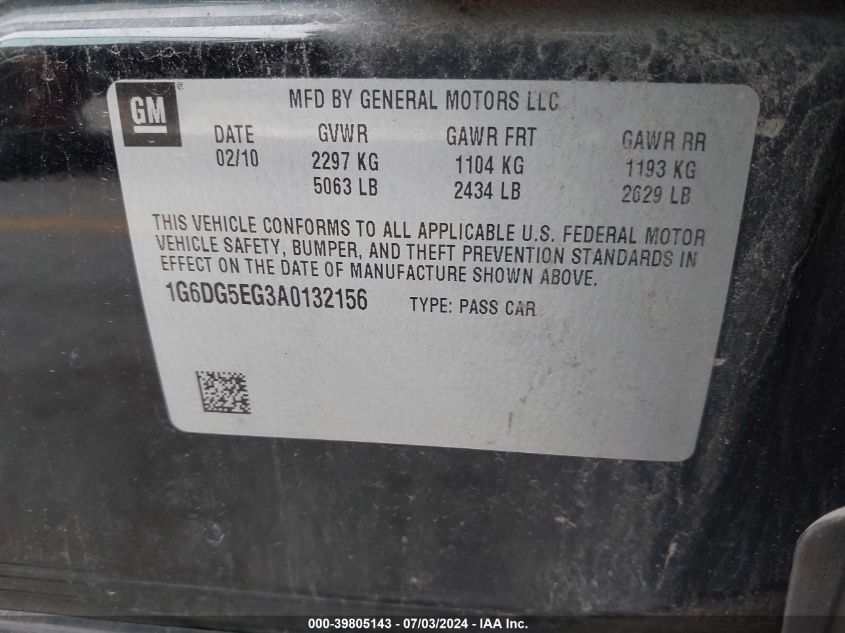 GM®
MFD BY GENERAL MOTORS LLC
DATE GVWR GAWR FRT GAWR RR
02/10 2297 KG 1104 KG 1193 KG
5063 LB 2434 LB 2629 LB
THIS VEHICLE CONFORMS TO ALL APPLICABLE U.S. FEDERAL MOTOR
VEHICLE SAFETY, BUMPER, AND THEFT PREVENTION STANDARDS IN
EFFECT ON THE DATE OF MANUFACTURE SHOWN ABOVE.
1G6DG5EG3A0132156 TYPE: PASS CAR
000-39805143 - 07/03/2024 - IAA Inc.